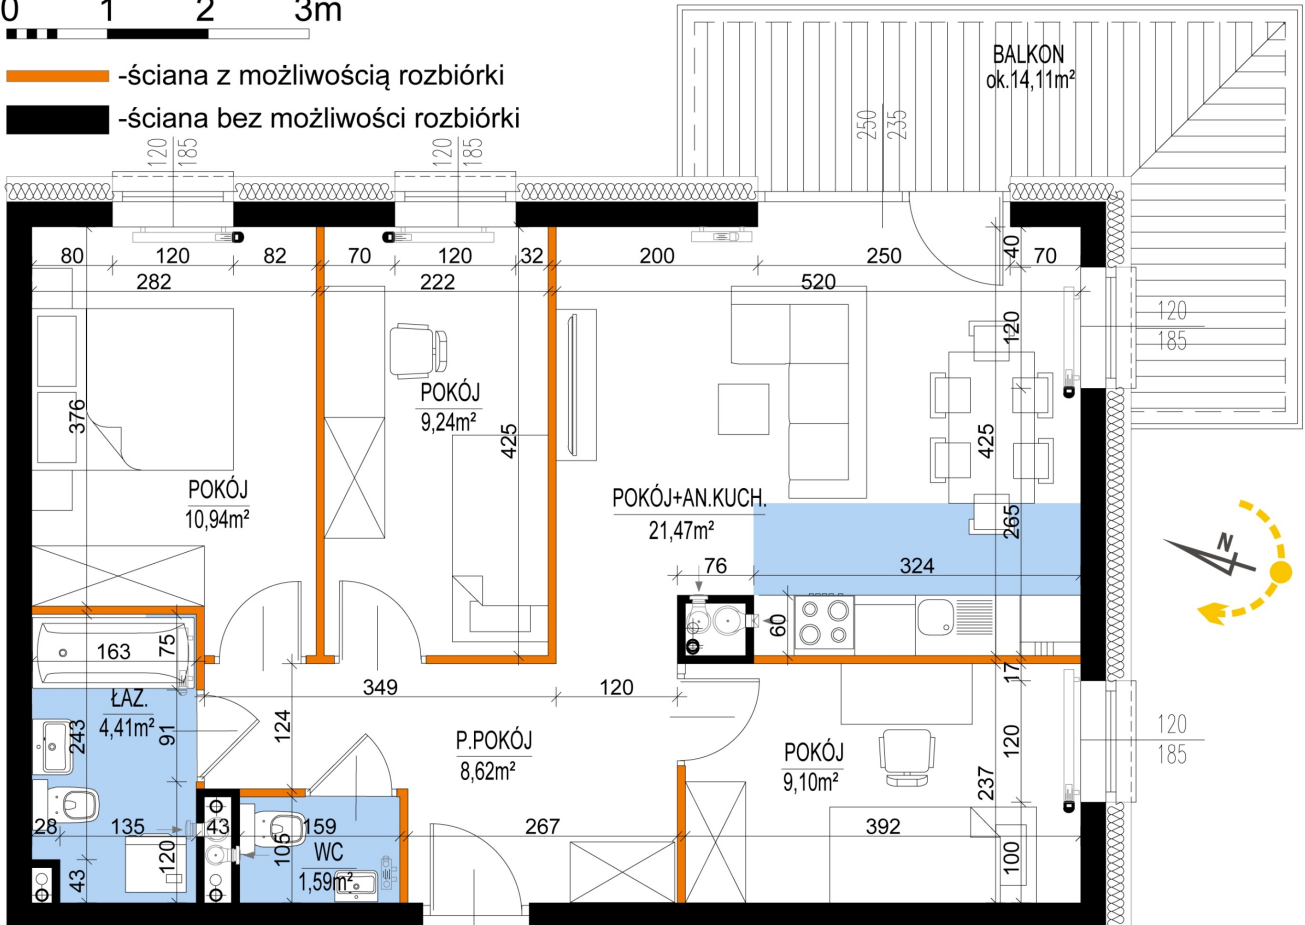 0 1 2 3m
-ściana z możliwością rozbiórki
-ściana bez możliwości rozbiórki
BALKON
ok.14,11m²
250 235
120 185
120 185
80 120 82 70 120 32 200 250 40 70
282 222 520
120
120
185
376
POKÓJ
9,24m²
425
425
POKÓJ
10,94m²
POKÓJ+AN.KUCH.
21,47m²
265
N
76 324
60
163 75
349 120
17
ŁAZ.
4,41m²
243
91
124
P.POKÓJ
8,62m²
POKÓJ
9,10m²
120
237
120
185
28 135 43 159 267 392
105
WC
1,59m²
43
120
100